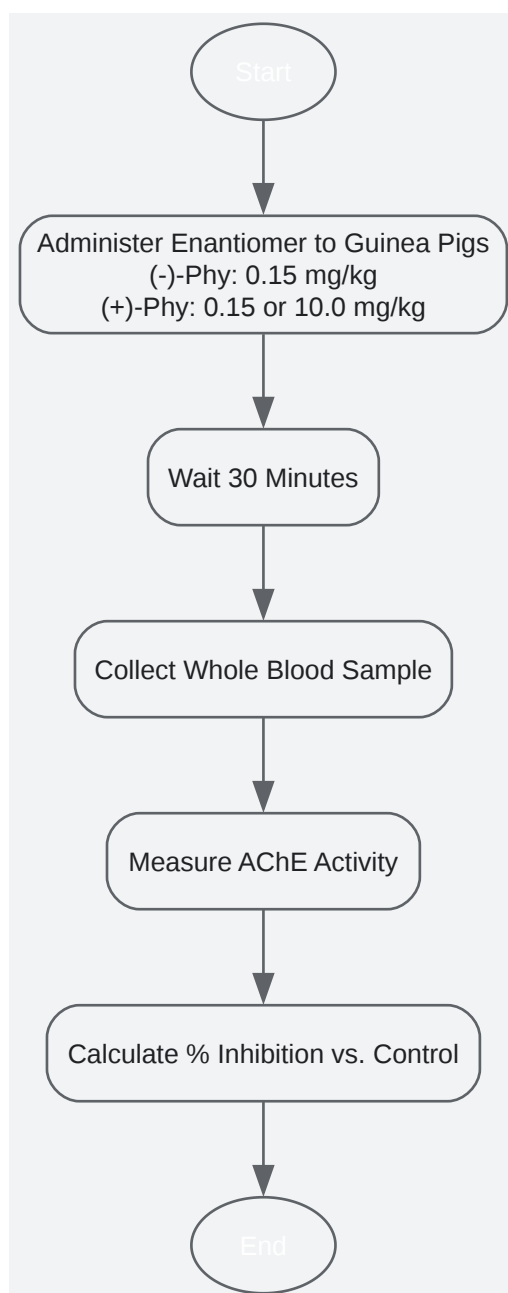 Start
Administer Enantiomer to Guinea Pigs
(-)-Phy: 0.15 mg/kg
(+)-Phy: 0.15 or 10.0 mg/kg
Wait 30 Minutes
Collect Whole Blood Sample
Measure AChE Activity
Calculate % Inhibition vs. Control
End